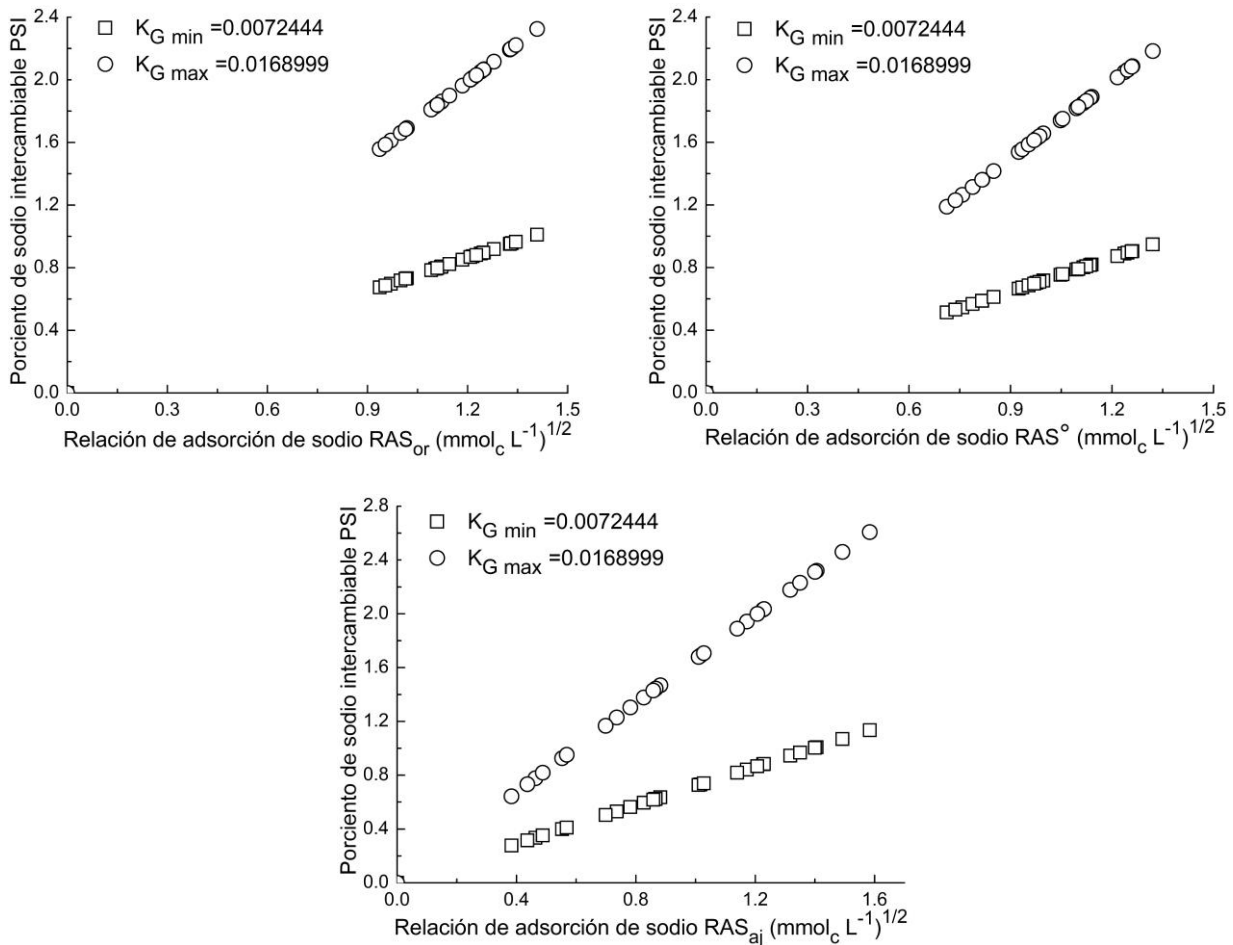 Porciento de sodio intercambiable PSI
2.4
2.0
1.6
1.2
0.8
0.4
0.0
K_G min =0.0072444
K_G max =0.0168999
0.0 0.3 0.6 0.9 1.2 1.5
Relación de adsorción de sodio RAS_or (mmol_c L^-1)^1/2
Porciento de sodio intercambiable PSI
2.4
2.0
1.6
1.2
0.8
0.4
0.0
K_G min =0.0072444
K_G max =0.0168999
0.0 0.3 0.6 0.9 1.2 1.5
Relación de adsorción de sodio RAS° (mmol_c L^-1)^1/2
Porciento de sodio intercambiable PSI
2.8
2.4
2.0
1.6
1.2
0.8
0.4
0.0
K_G min =0.0072444
K_G max =0.0168999
0.0 0.4 0.8 1.2 1.6
Relación de adsorción de sodio RAS_aj (mmol_c L^-1)^1/2